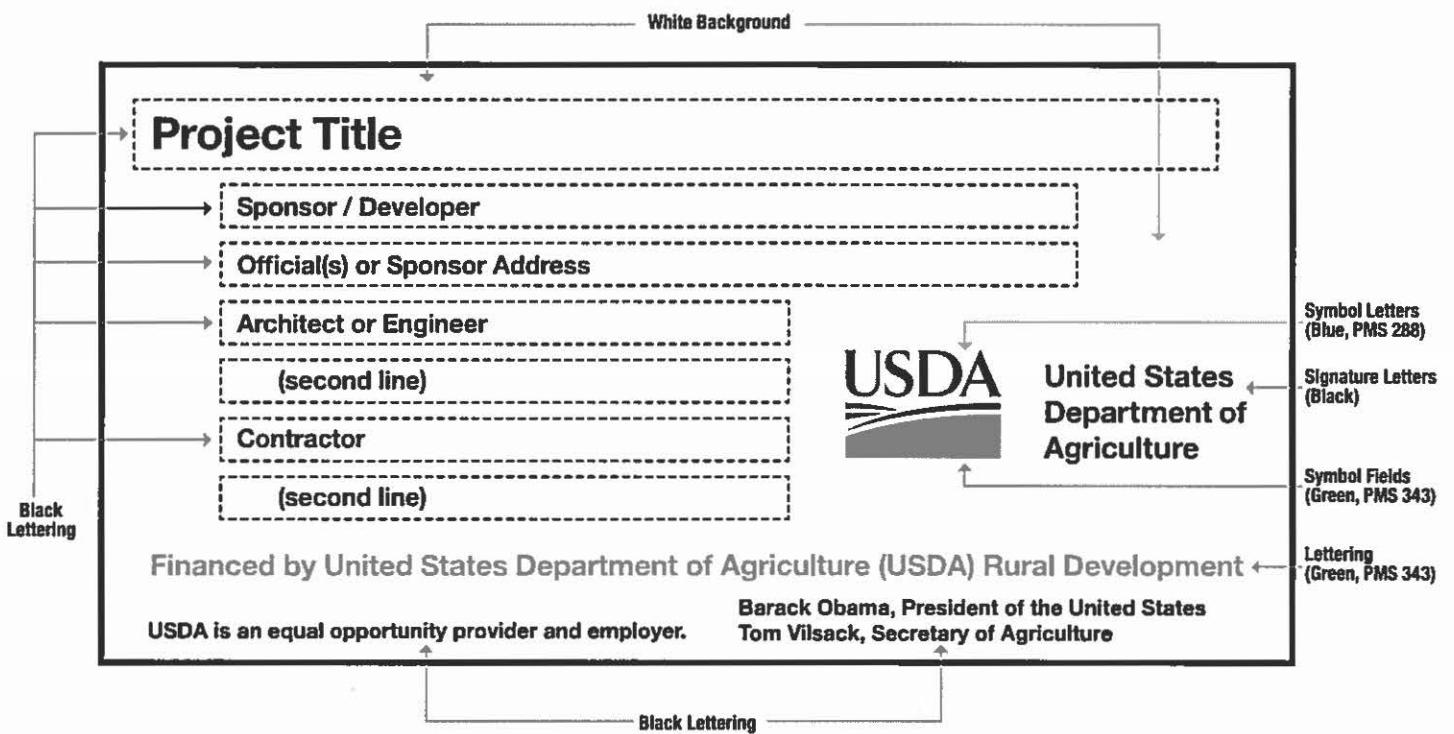 White Background
Project Title
Sponsor / Developer
Official(s) or Sponsor Address
Architect or Engineer
(second line)
Contractor
(second line)
USDA
United States
Department of
Agriculture
Symbol Letters
(Blue, PMS 288)
Signature Letters
(Black)
Symbol Fields
(Green, PMS 343)
Black
Lettering
Financed by United States Department of Agriculture (USDA) Rural Development
Lettering
(Green, PMS 343)
USDA is an equal opportunity provider and employer.
Barack Obama, President of the United States
Tom Vilsack, Secretary of Agriculture
Black Lettering